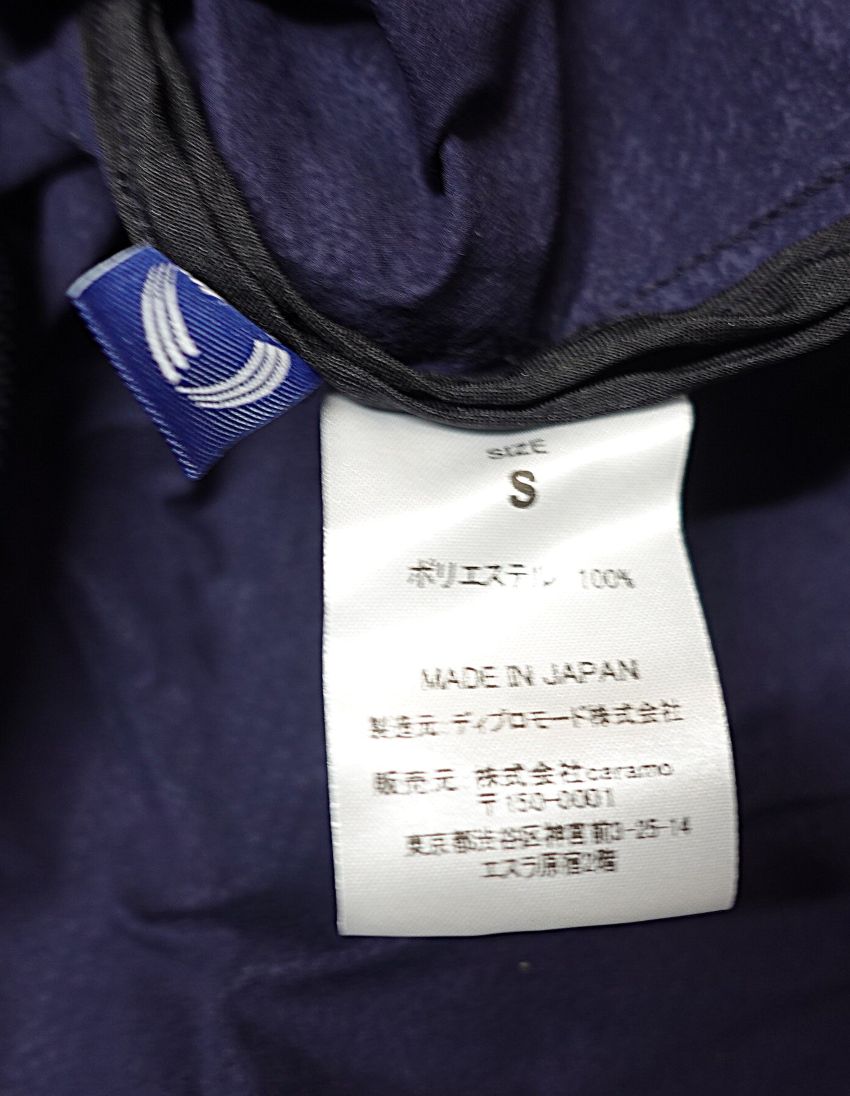 SIZE
S
ポリエステル 100%
MADE IN JAPAN
製造元 ディプロモード株式会社
販売元 株式会社caramo
〒150-0001
東京都渋谷区神宮前3-25-14
エスラ原宿2階